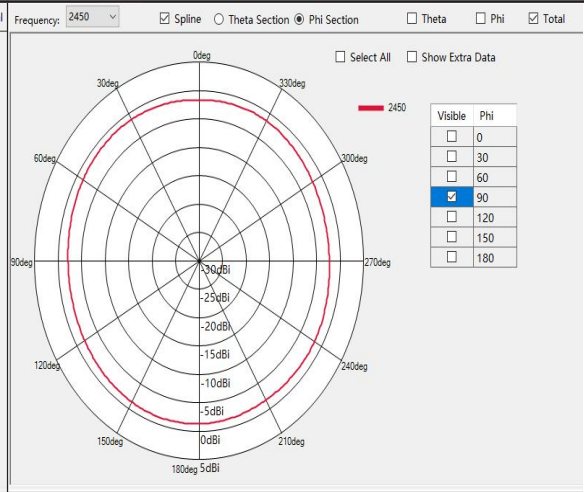 Frequency: 2450 Spline Theta Section Phi Section Theta Phi Total
Select All Show Extra Data
0deg
30deg
330deg
2450
Visible Phi
0
30
60
90
120
150
180
60deg
300deg
90deg
270deg
-30dBi
-25dBi
-20dBi
-15dBi
120deg
240deg
-10dBi
-5dBi
150deg
0dBi
210deg
180deg 5dBi